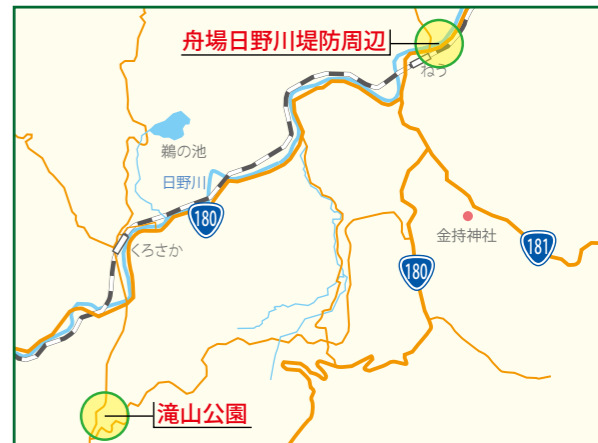 舟場日野川堤防周辺
ねう
鵜の池
日野川
180
くろさか
金持神社
181
180
滝山公園